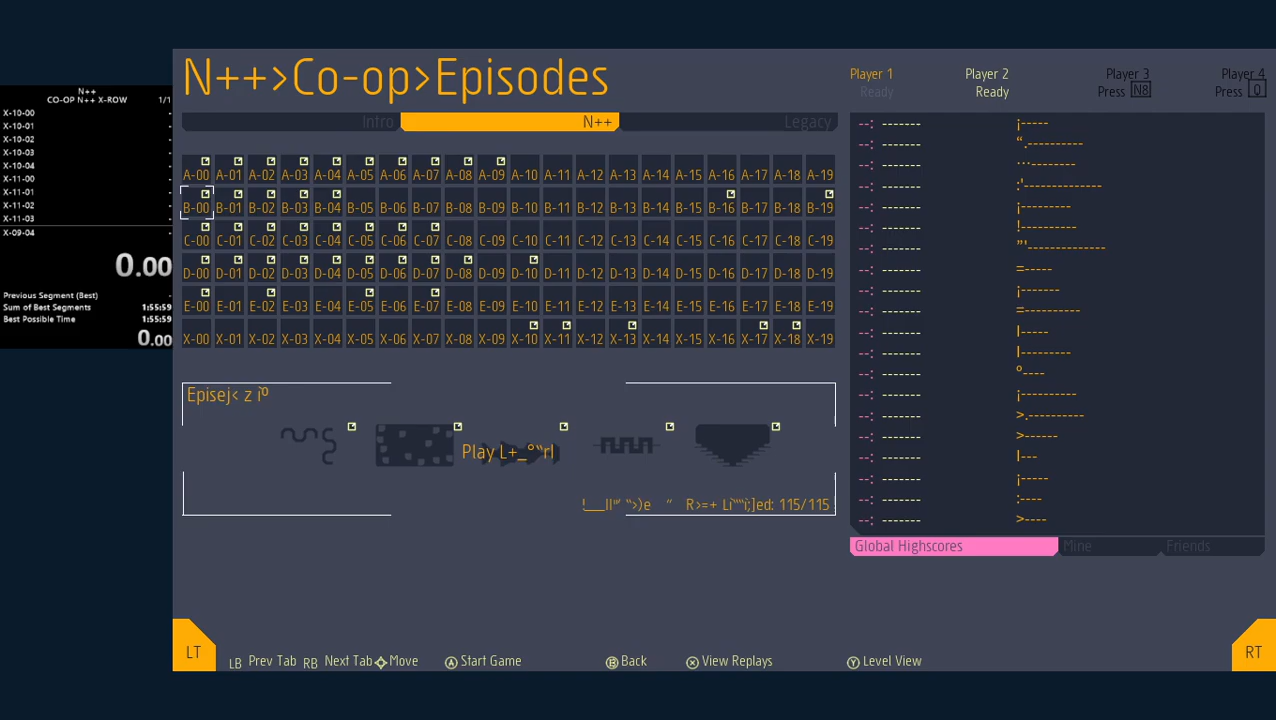 N++
CO-OP N++ X-ROW 1/1
X-10-00 -
X-10-01 -
X-10-02 -
X-10-03 -
X-10-04 -
X-11-00 -
X-11-01 -
X-11-02 -
X-11-03 -
X-09-04 -
0.00
Previous Segment (Best) -
Sum of Best Segments 1:55:59
Best Possible Time 1:55:59
0.00
N++>Co-op>Episodes
Player 1 Player 2 Player 3 Player 4
Ready Ready Press N8 Press Q
Intro N++ Legacy
A-00 A-01 A-02 A-03 A-04 A-05 A-06 A-07 A-08 A-09 A-10 A-11 A-12 A-13 A-14 A-15 A-16 A-17 A-18 A-19
B-00 B-01 B-02 B-03 B-04 B-05 B-06 B-07 B-08 B-09 B-10 B-11 B-12 B-13 B-14 B-15 B-16 B-17 B-18 B-19
C-00 C-01 C-02 C-03 C-04 C-05 C-06 C-07 C-08 C-09 C-10 C-11 C-12 C-13 C-14 C-15 C-16 C-17 C-18 C-19
D-00 D-01 D-02 D-03 D-04 D-05 D-06 D-07 D-08 D-09 D-10 D-11 D-12 D-13 D-14 D-15 D-16 D-17 D-18 D-19
E-00 E-01 E-02 E-03 E-04 E-05 E-06 E-07 E-08 E-09 E-10 E-11 E-12 E-13 E-14 E-15 E-16 E-17 E-18 E-19
X-00 X-01 X-02 X-03 X-04 X-05 X-06 X-07 X-08 X-09 X-10 X-11 X-12 X-13 X-14 X-15 X-16 X-17 X-18 X-19
Episej< z
Play
115/115
Global Highscores Mine Friends
LT
LB Prev Tab RB Next Tab Move A Start Game B Back X View Replays Y Level View
RT